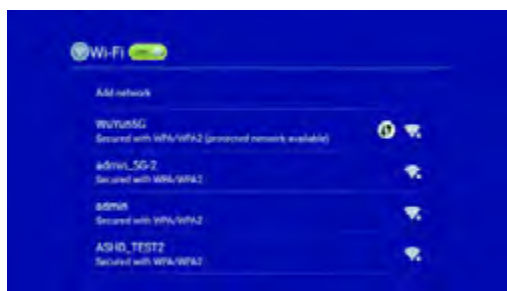 Wi-Fi
Add network
WuYun5G
Secured with WPA/WPA2 (protected network available)
admin_5G-2
Secured with WPA/WPA2
admin
Secured with WPA/WPA2
ASHB_TEST2
Secured with WPA/WPA2